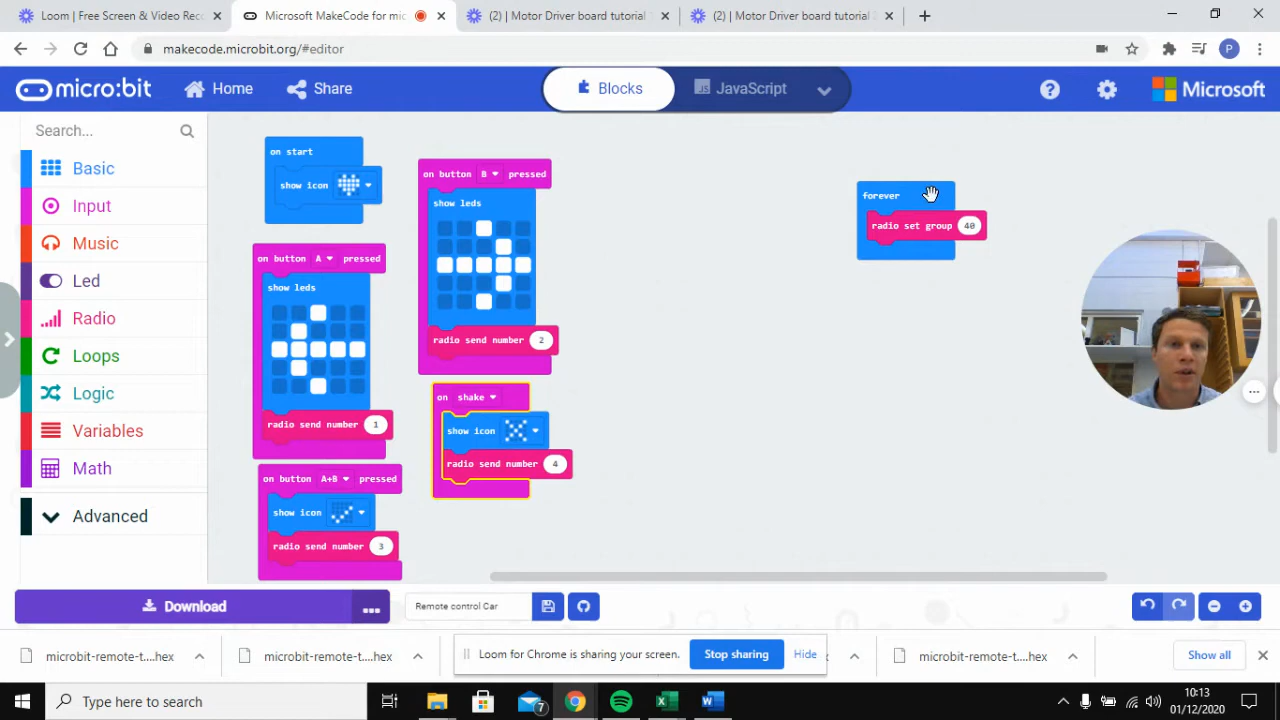 Loom | Free Screen & Video Rec
Microsoft MakeCode for mic
(2) | Motor Driver board tutorial
(2) | Motor Driver board tutorial 2
makecode.microbit.org/#editor
P
micro:bit
Home
Share
Blocks
JavaScript
Microsoft
Search...
Basic
Input
Music
Led
Radio
Loops
Logic
Variables
Math
Advanced
on start
show icon
on button A pressed
show leds
radio send number 1
on button A+B pressed
show icon
radio send number 3
on button B pressed
show leds
radio send number 2
on shake
show icon
radio send number 4
forever
radio set group 40
Download
Remote control Car
microbit-remote-t....hex
microbit-remote-t....hex
Loom for Chrome is sharing your screen.
Stop sharing
Hide
microbit-remote-t....hex
Show all
Type here to search
7
10:13
01/12/2020